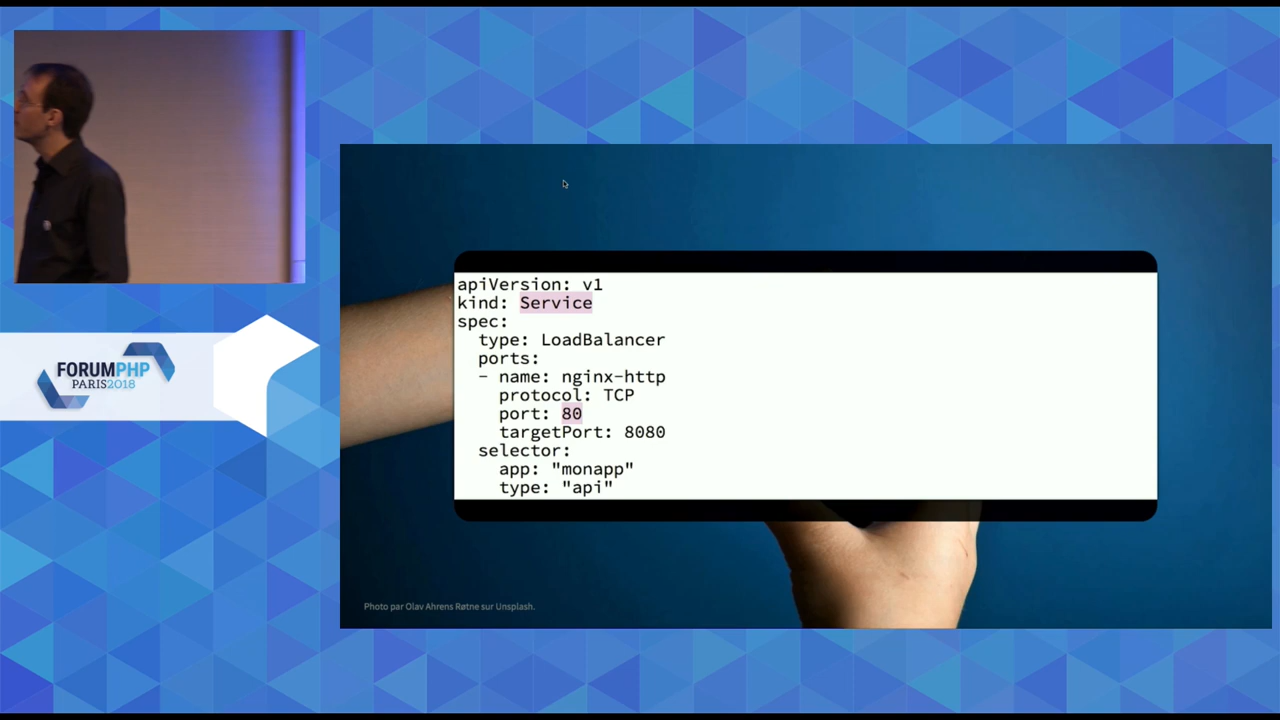 FORUMPHP
PARIS2018
apiVersion: v1
kind: Service
spec:
  type: LoadBalancer
  ports:
  - name: nginx-http
    protocol: TCP
    port: 80
    targetPort: 8080
  selector:
    app: "monapp"
    type: "api"
Photo par Olav Ahrens Røtne sur Unsplash.